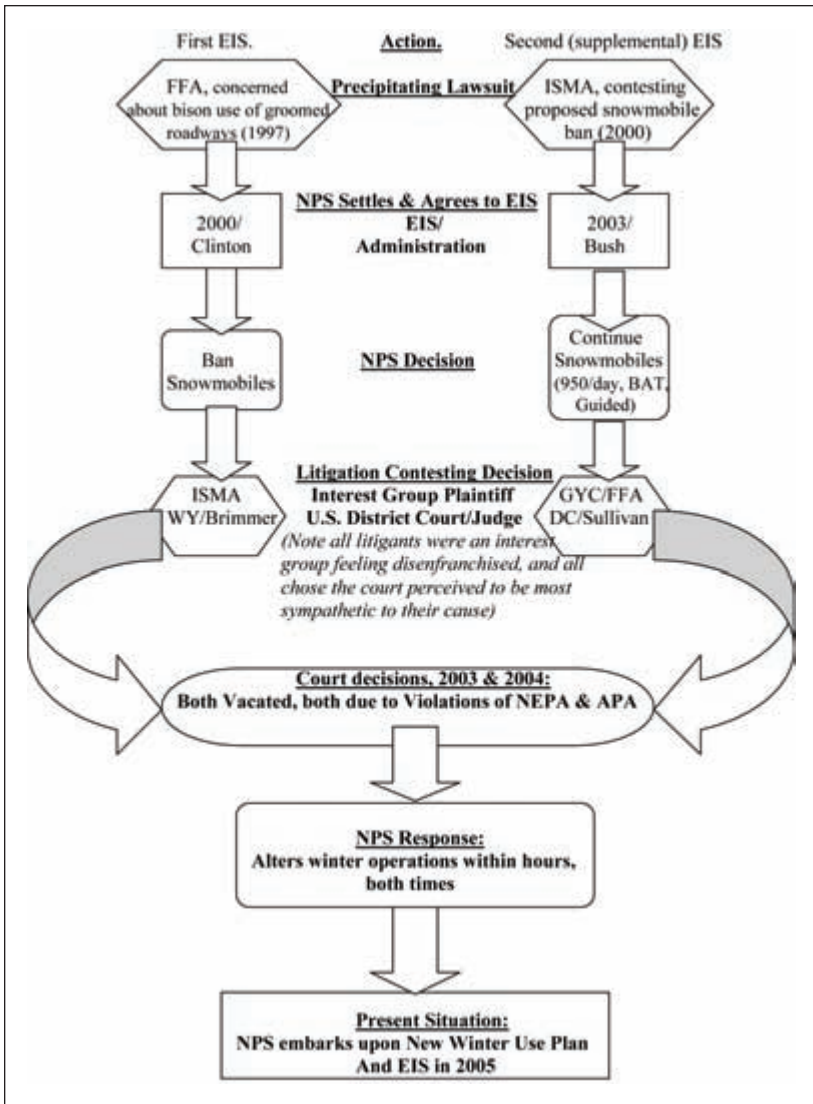 First EIS.
Action.
Second (supplemental) EIS
Precipitating Lawsuit
FFA, concerned
about bison use of groomed
roadways (1997)
ISMA, contesting
proposed snowmobile
ban (2000)
NPS Settles & Agrees to EIS
EIS/
Administration
2000/
Clinton
2003/
Bush
NPS Decision
Ban
Snowmobiles
Continue
Snowmobiles
(950/day, BAT,
Guided)
Litigation Contesting Decision
Interest Group Plaintiff
U.S. District Court/Judge
(Note all litigants were an interest
group feeling disenfranchised, and all
chose the court perceived to be most
sympathetic to their cause)
ISMA
WY/Brimmer
GYC/FFA
DC/Sullivan
Court decisions, 2003 & 2004:
Both Vacated, both due to Violations of NEPA & APA
NPS Response:
Alters winter operations within hours,
both times
Present Situation:
NPS embarks upon New Winter Use Plan
And EIS in 2005